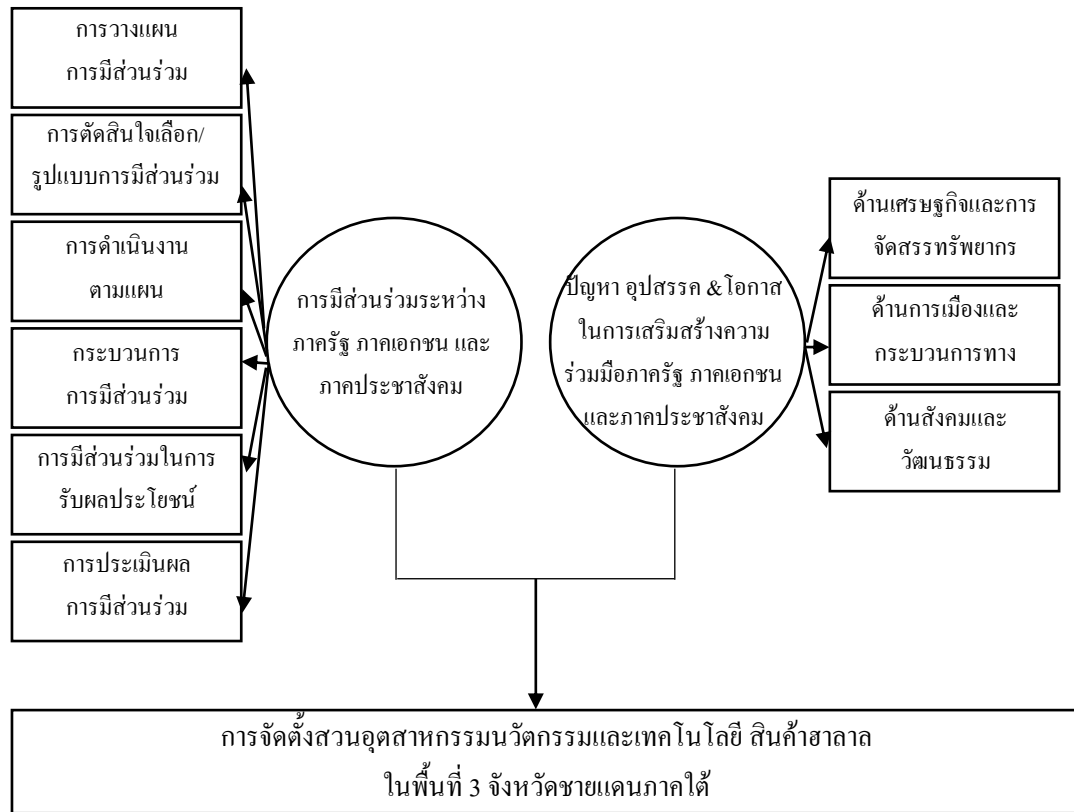 การวางแผน
การมีส่วนร่วม
การตัดสินใจเลือก/
รูปแบบการมีส่วนร่วม
การดำเนินงาน
ตามแผน
กระบวนการ
การมีส่วนร่วม
การมีส่วนร่วมในการ
รับผลประโยชน์
การประเมินผล
การมีส่วนร่วม
การมีส่วนร่วมระหว่าง
ภาครัฐ ภาคเอกชน และ
ภาคประชาสังคม
ปัญหา อุปสรรค &โอกาส
ในการเสริมสร้างความ
ร่วมมือภาครัฐ ภาคเอกชน
และภาคประชาสังคม
ด้านเศรษฐกิจและการ
จัดสรรทรัพยากร
ด้านการเมืองและ
กระบวนการทาง
ด้านสังคมและ
วัฒนธรรม
การจัดตั้งสวนอุตสาหกรรมนวัตกรรมและเทคโนโลยี สินค้าฮาลาล
ในพื้นที่ 3 จังหวัดชายแดนภาคใต้